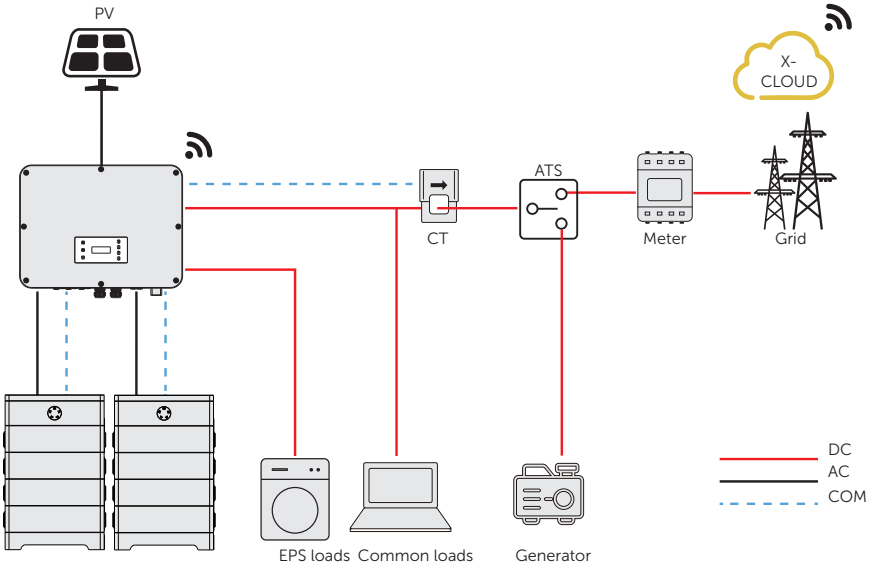 PV
X-
CLOUD
ATS
CT
Meter
Grid
DC
AC
COM
EPS loads
Common loads
Generator